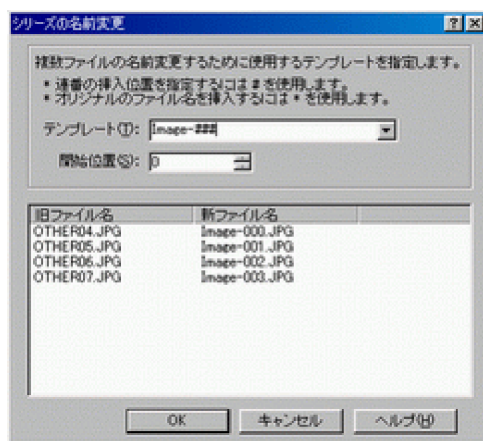 シリーズの名前変更
複数ファイルの名前変更するために使用するテンプレートを指定します。
* 連番の挿入位置を指定するには # を使用します。
* オリジナルのファイル名を挿入するには * を使用します。
テンプレート(T): Image-###
開始位置(S): 0
旧ファイル名 新ファイル名
OTHER04.JPG Image-000.JPG
OTHER05.JPG Image-001.JPG
OTHER06.JPG Image-002.JPG
OTHER07.JPG Image-003.JPG
OK キャンセル ヘルプ(H)